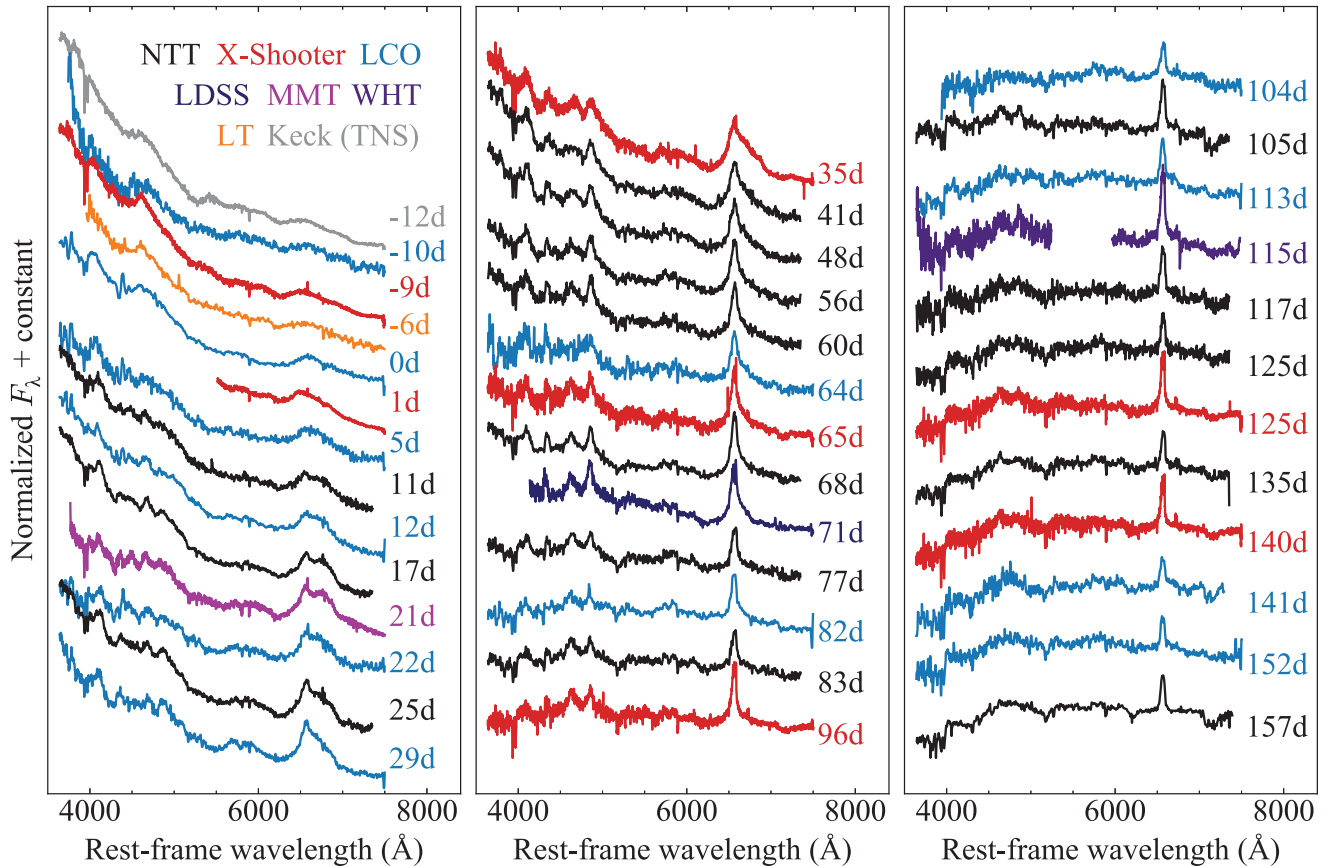 NTT X-Shooter LCO
LDSS MMT WHT
LT Keck (TNS)
-12d
-10d
-9d
-6d
0d
1d
5d
11d
12d
17d
21d
22d
25d
29d
35d
41d
48d
56d
60d
64d
65d
68d
71d
77d
82d
83d
96d
104d
105d
113d
115d
117d
125d
125d
135d
140d
141d
152d
157d
Normalized F_λ + constant
4000 6000 8000
4000 6000 8000
4000 6000 8000
Rest-frame wavelength (Å)
Rest-frame wavelength (Å)
Rest-frame wavelength (Å)